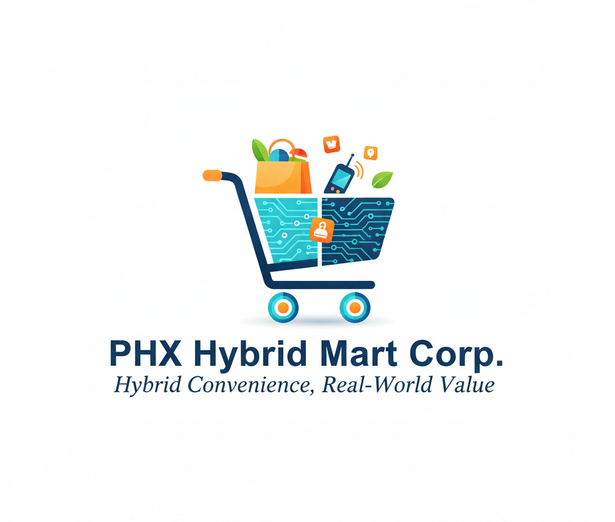 PHX Hybrid Mart Corp.
Hybrid Convenience, Real-World Value